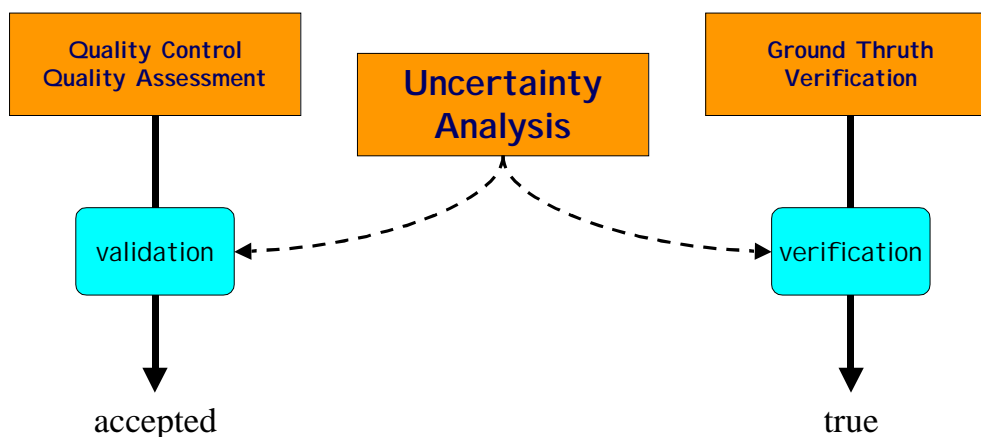 Quality Control
Quality Assessment
Uncertainty
Analysis
Ground Thruth
Verification
validation
verification
accepted
true